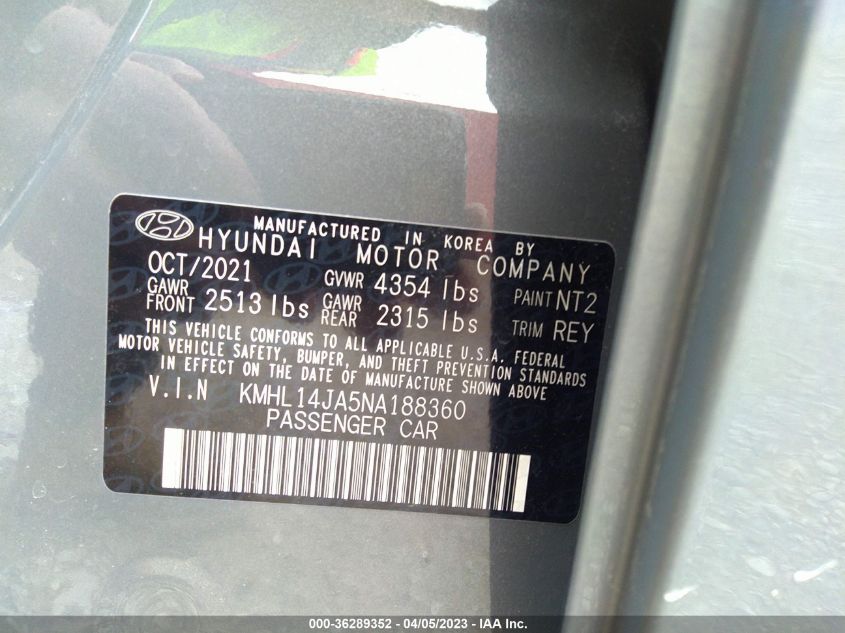 MANUFACTURED IN KOREA BY
HYUNDAI MOTOR COMPANY
OCT/2021 GVWR 4354 lbs PAINT NT2
GAWR FRONT 2513 lbs GAWR REAR 2315 lbs TRIM REY
THIS VEHICLE CONFORMS TO ALL APPLICABLE U.S.A. FEDERAL
MOTOR VEHICLE SAFETY, BUMPER, AND THEFT PREVENTION STANDARDS
IN EFFECT ON THE DATE OF MANUFACTURE SHOWN ABOVE
V.I.N KMHL14JA5NA188360
PASSENGER CAR
000-36289352 - 04/05/2023 - IAA Inc.